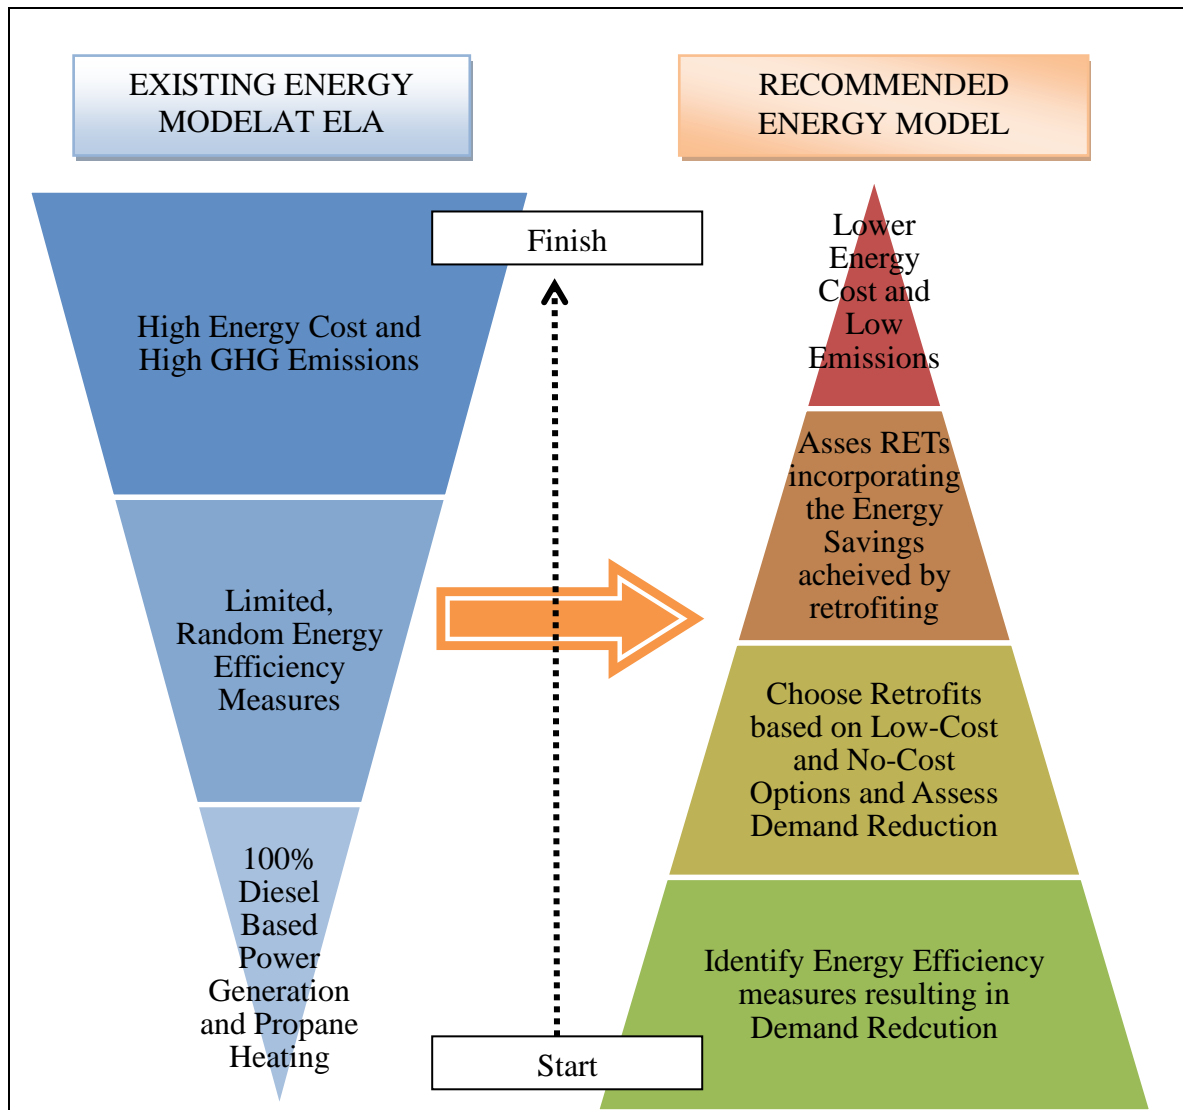 EXISTING ENERGY
MODELAT ELA
High Energy Cost and
High GHG Emissions
Limited,
Random Energy
Efficiency
Measures
100%
Diesel
Based
Power
Generation
and Propane
Heating
Finish
Start
RECOMMENDED
ENERGY MODEL
Lower
Energy
Cost and
Low
Emissions
Asses RETs
incorporating
the Energy
Savings
acheived by
retrofiting
Choose Retrofits
based on Low-Cost
and No-Cost
Options and Assess
Demand Reduction
Identify Energy Efficiency
measures resulting in
Demand Redcution